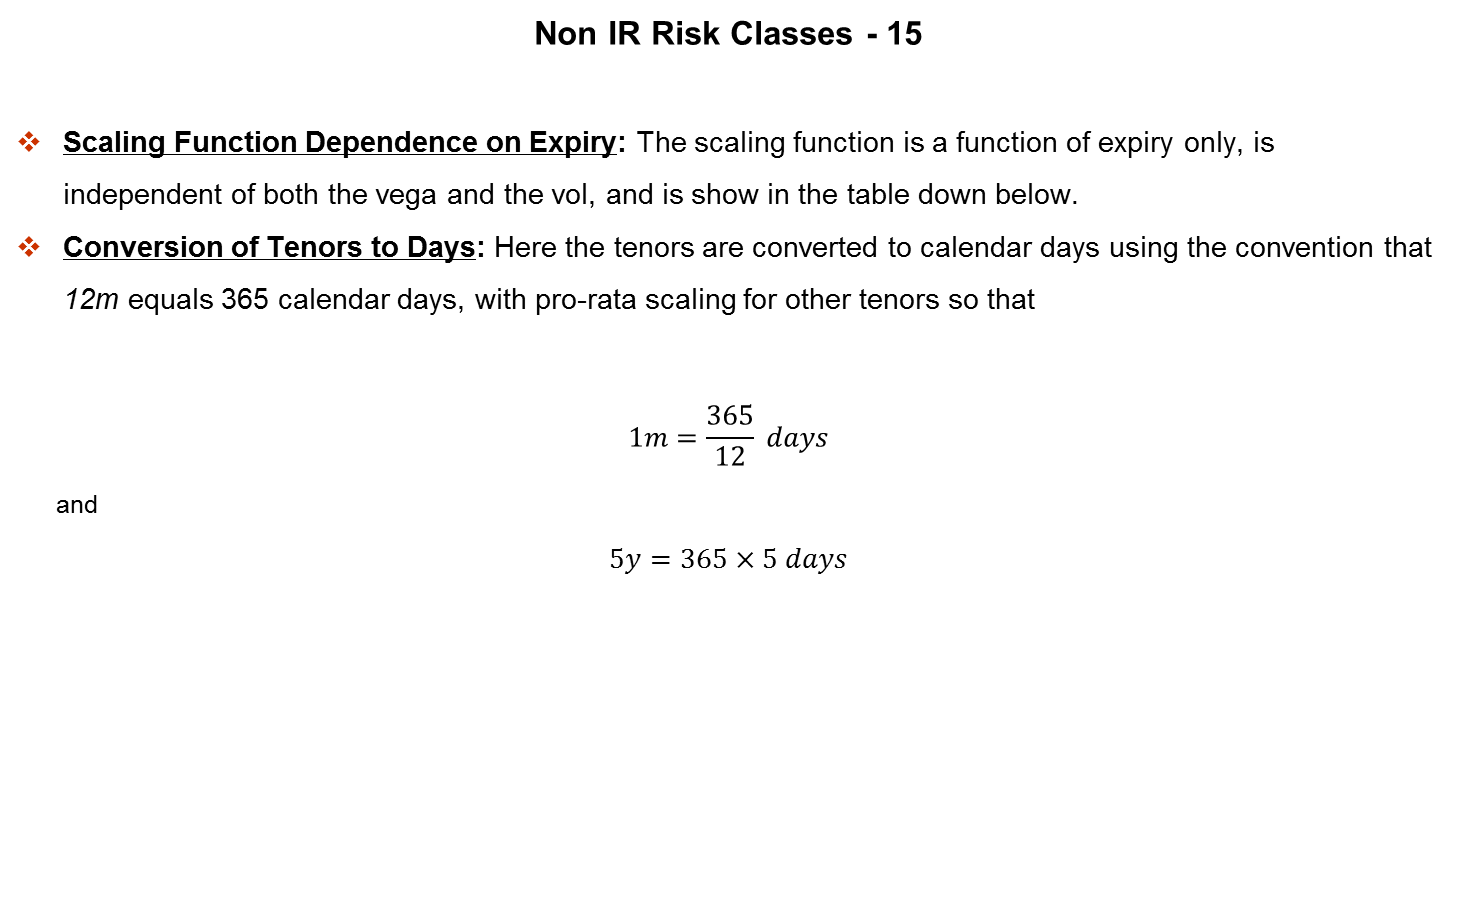 Non IR Risk Classes - 15
❖ Scaling Function Dependence on Expiry: The scaling function is a function of expiry only, is
independent of both the vega and the vol, and is show in the table down below.
❖ Conversion of Tenors to Days: Here the tenors are converted to calendar days using the convention that
12m equals 365 calendar days, with pro-rata scaling for other tenors so that
1m = 365/12 days
and
5y = 365 × 5 days